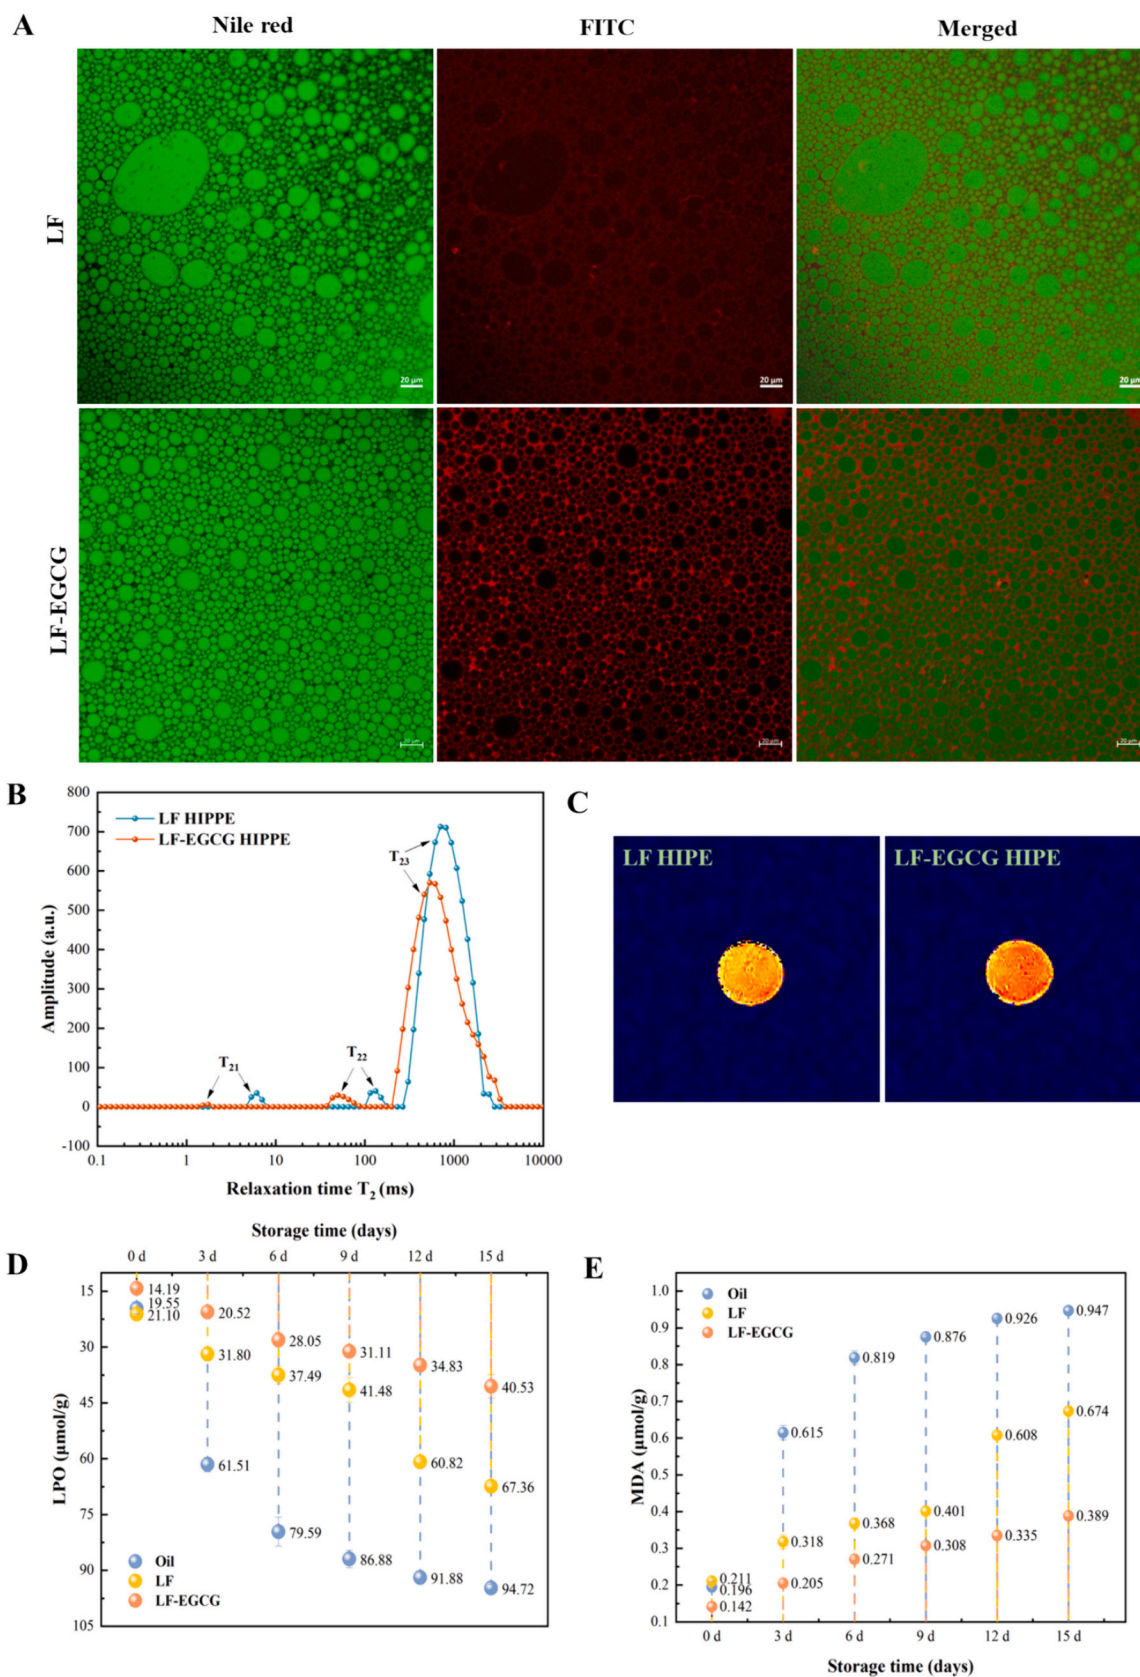 A
Nile red
FITC
Merged
LF
20 µm
20 µm
20 µm
LF-EGCG
20 µm
20 µm
20 µm
B
800
700
600
500
400
300
200
100
0
-100
Amplitude (a.u.)
LF HIPPE
LF-EGCG HIPPE
T23
T21
T22
0.1
1
10
100
1000
10000
Relaxation time T2 (ms)
C
LF HIPE
LF-EGCG HIPE
D
Storage time (days)
0 d
3 d
6 d
9 d
12 d
15 d
15
30
45
60
75
90
105
LPO (µmol/g)
14.19
19.55
21.10
20.52
31.80
61.51
28.05
37.49
79.59
31.11
41.48
86.88
34.83
60.82
91.88
40.53
67.36
94.72
Oil
LF
LF-EGCG
E
1.0
0.9
0.8
0.7
0.6
0.5
0.4
0.3
0.2
0.1
MDA (µmol/g)
Oil
LF
LF-EGCG
0.211
0.196
0.142
0.615
0.318
0.205
0.819
0.368
0.271
0.876
0.401
0.308
0.926
0.608
0.335
0.947
0.674
0.389
0 d
3 d
6 d
9 d
12 d
15 d
Storage time (days)